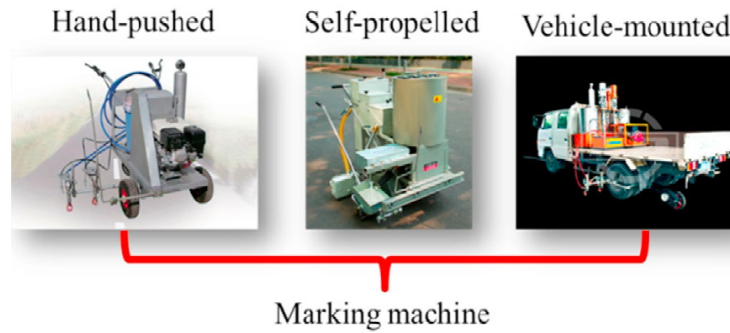 Hand-pushed
Self-propelled
Vehicle-mounted
Marking machine